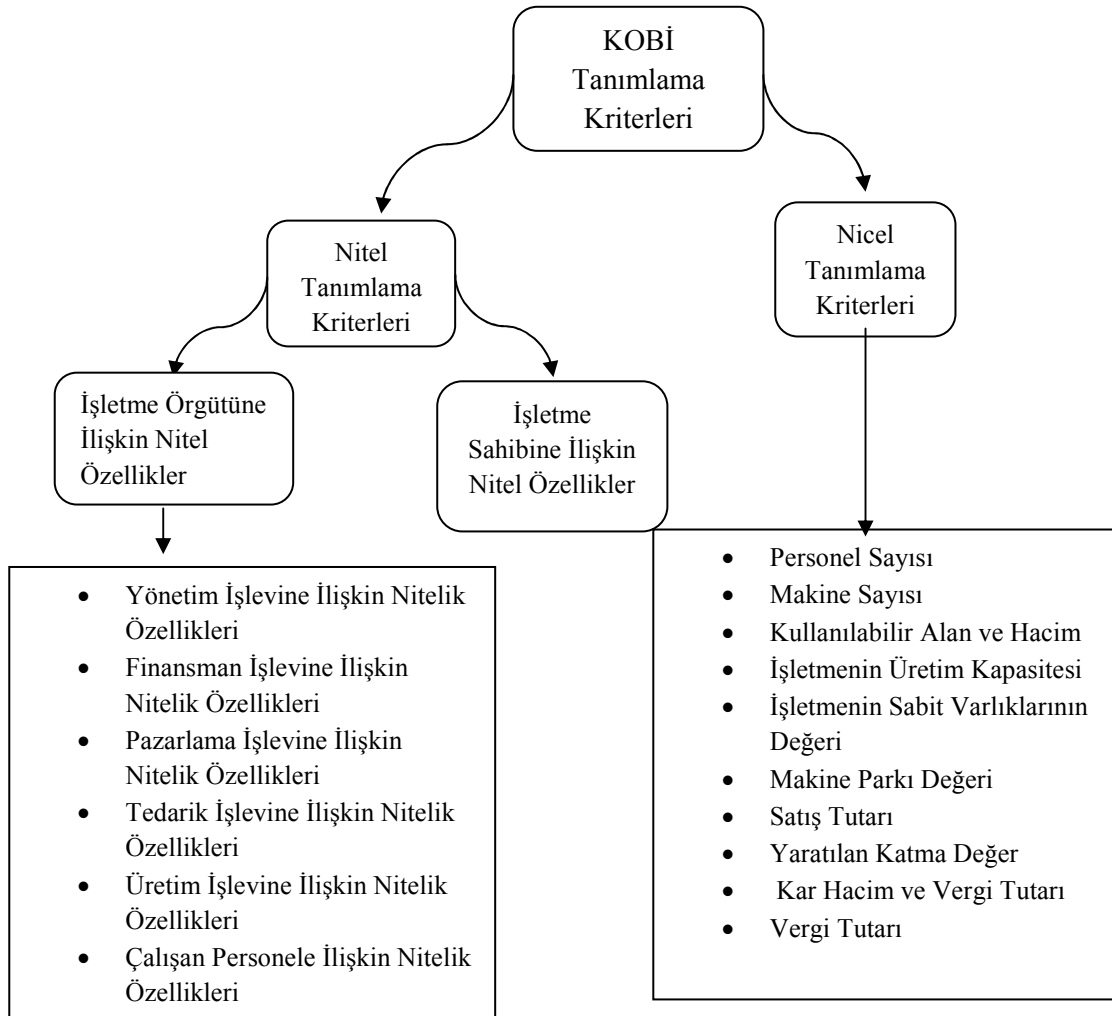 KOBİ
Tanımlama
Kriterleri
Nitel
Tanımlama
Kriterleri
Nicel
Tanımlama
Kriterleri
İşletme Örgütüne
İlişkin Nitel
Özellikler
İşletme
Sahibine İlişkin
Nitel Özellikler
• Yönetim İşlevine İlişkin Nitelik
Özellikleri
• Finansman İşlevine İlişkin
Nitelik Özellikleri
• Pazarlama İşlevine İlişkin
Nitelik Özellikleri
• Tedarik İşlevine İlişkin Nitelik
Özellikleri
• Üretim İşlevine İlişkin Nitelik
Özellikleri
• Çalışan Personele İlişkin Nitelik
Özellikleri
• Personel Sayısı
• Makine Sayısı
• Kullanılabilir Alan ve Hacim
• İşletmenin Üretim Kapasitesi
• İşletmenin Sabit Varlıklarının
Değeri
• Makine Parkı Değeri
• Satış Tutarı
• Yaratılan Katma Değer
• Kar Hacim ve Vergi Tutarı
• Vergi Tutarı